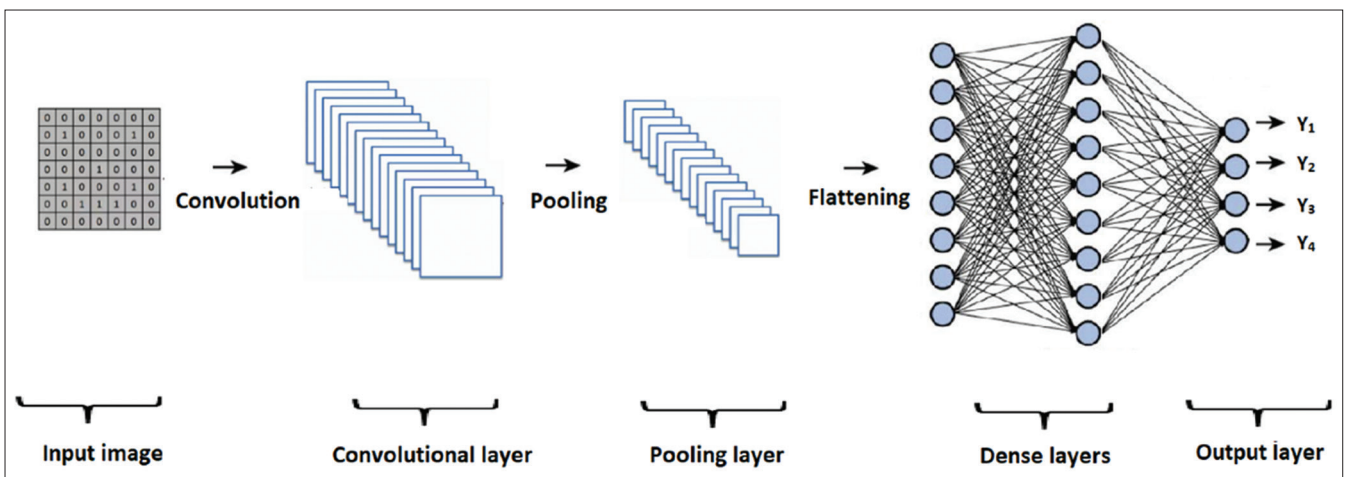 0 0 0 0 0 0 0
0 1 0 0 0 1 0
0 0 0 0 0 0 0
0 0 0 1 0 0 0
0 1 0 0 0 1 0
0 0 1 1 1 0 0
0 0 0 0 0 0 0
Convolution
Pooling
Flattening
Y1
Y2
Y3
Y4
Input image
Convolutional layer
Pooling layer
Dense layers
Output layer